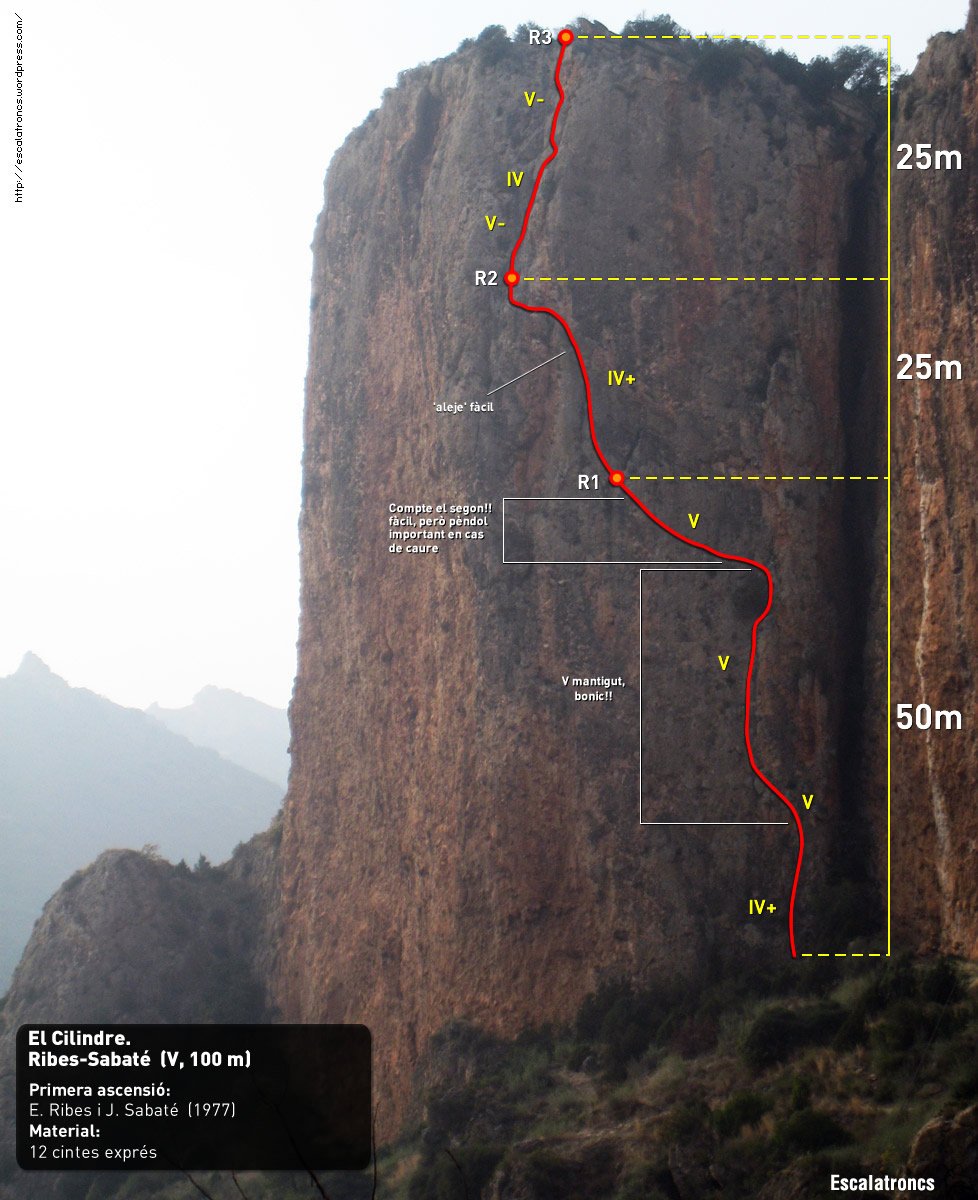 http://escalatroncs.wordpress.com/
R3
V-
25m
IV
V-
R2
25m
IV+
'aleje' fàcil
R1
Compte el segon!!
fàcil, però pèndol
important en cas
de caure
V
V
V mantigut,
bonic!!
50m
V
IV+
El Cilindre.
Ribes-Sabaté (V, 100 m)
Primera ascensió:
E. Ribes i J. Sabaté (1977)
Material:
12 cintes exprés
Escalatroncs